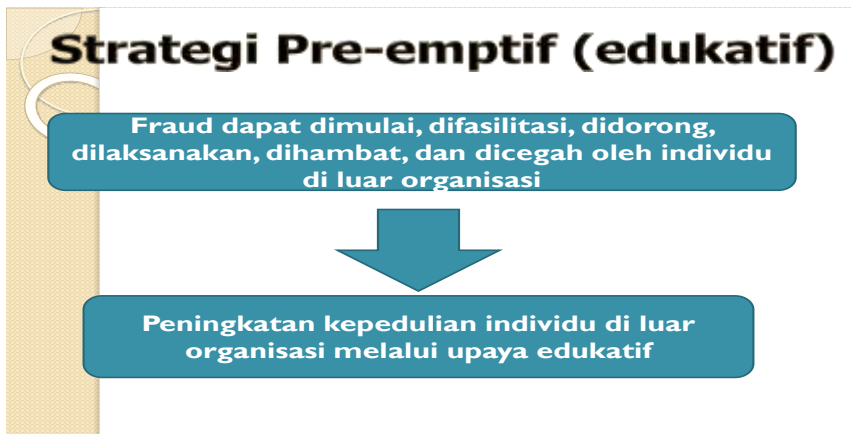 Strategi Pre-emptif (edukatif)
Fraud dapat dimulai, difasilitasi, didorong,
dilaksanakan, dihambat, dan dicegah oleh individu
di luar organisasi
Peningkatan kepedulian individu di luar
organisasi melalui upaya edukatif